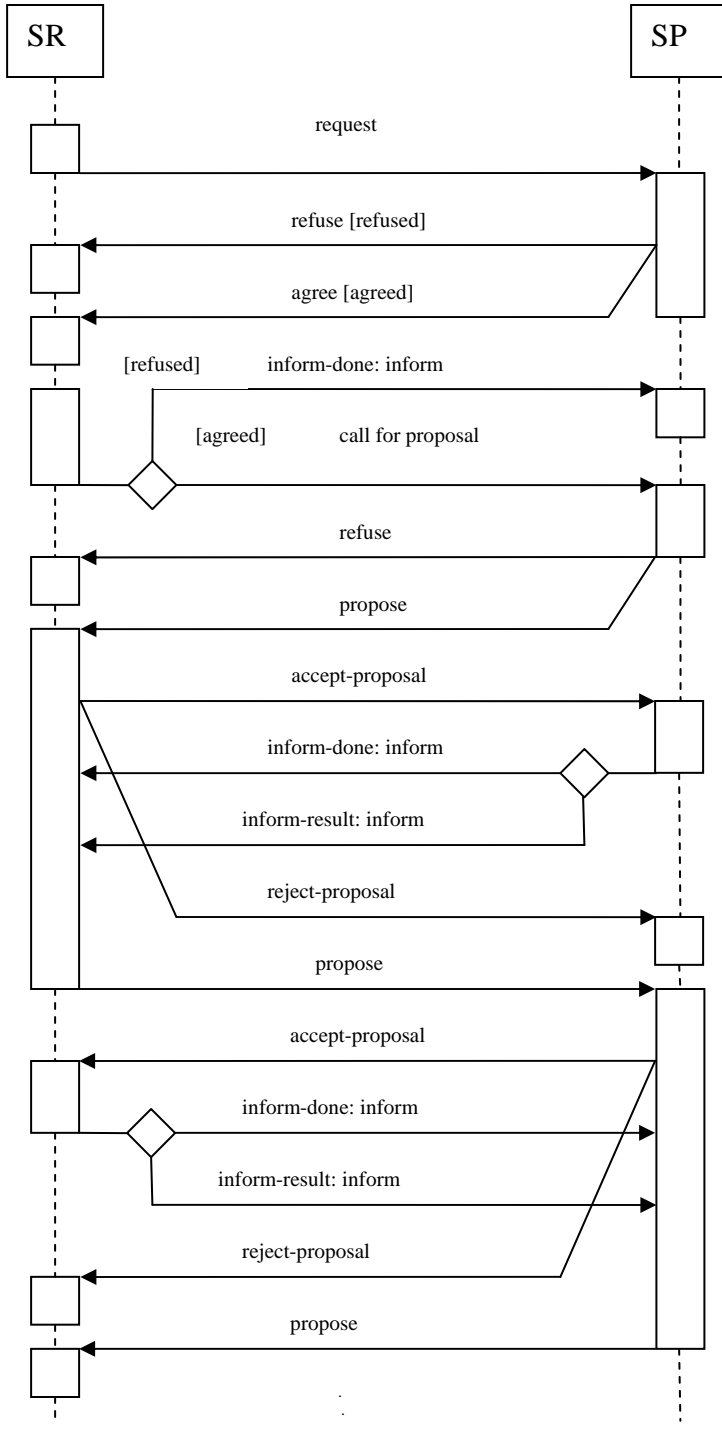 SR
SP
request
refuse [refused]
agree [agreed]
[refused] inform-done: inform
[agreed] call for proposal
refuse
propose
accept-proposal
inform-done: inform
inform-result: inform
reject-proposal
propose
accept-proposal
inform-done: inform
inform-result: inform
reject-proposal
propose
.
.